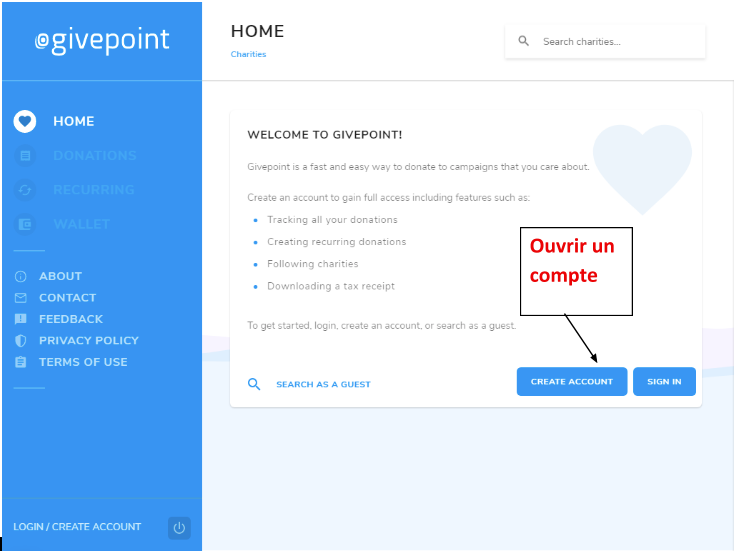 givepoint
HOME
Charities
Search charities...
HOME
DONATIONS
RECURRING
WALLET
ABOUT
CONTACT
FEEDBACK
PRIVACY POLICY
TERMS OF USE
LOGIN / CREATE ACCOUNT
WELCOME TO GIVEPOINT!
Givepoint is a fast and easy way to donate to campaigns that you care about.
Create an account to gain full access including features such as:
• Tracking all your donations
• Creating recurring donations
• Following charities
• Downloading a tax receipt
Ouvrir un
compte
To get started, login, create an account, or search as a guest.
SEARCH AS A GUEST
CREATE ACCOUNT
SIGN IN